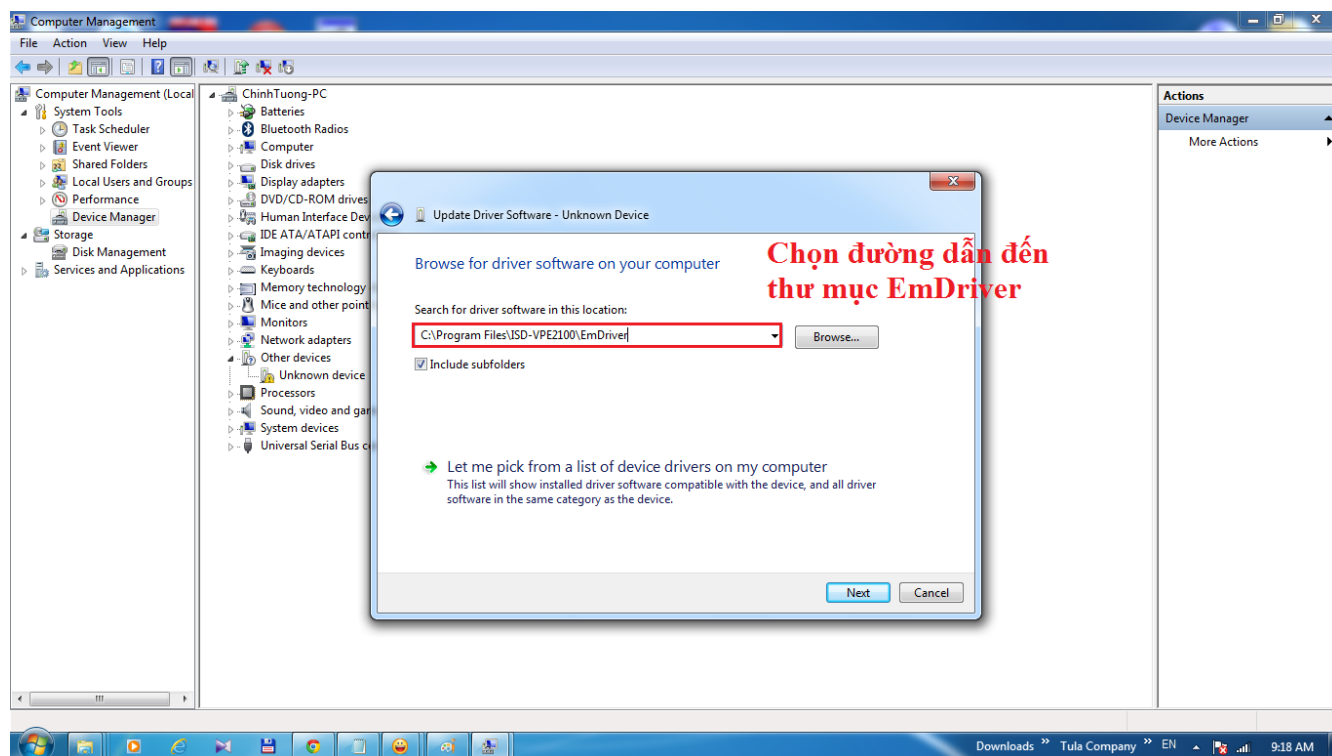 Computer Management
File Action View Help
Computer Management (Local
System Tools
Task Scheduler
Event Viewer
Shared Folders
Local Users and Groups
Performance
Device Manager
Storage
Disk Management
Services and Applications
ChinhTuong-PC
Batteries
Bluetooth Radios
Computer
Disk drives
Display adapters
DVD/CD-ROM drives
Human Interface Dev
IDE ATA/ATAPI contr
Imaging devices
Keyboards
Memory technology
Mice and other point
Monitors
Network adapters
Other devices
Unknown device
Processors
Sound, video and gar
System devices
Universal Serial Bus c
Update Driver Software - Unknown Device
Browse for driver software on your computer
Chọn đường dẫn đến
thư mục EmDriver
Search for driver software in this location:
C:\Program Files\ISD-VPE2100\EmDriver
Browse...
Include subfolders
Let me pick from a list of device drivers on my computer
This list will show installed driver software compatible with the device, and all driver
software in the same category as the device.
Next
Cancel
Actions
Device Manager
More Actions
Downloads » Tula Company » EN 9:18 AM